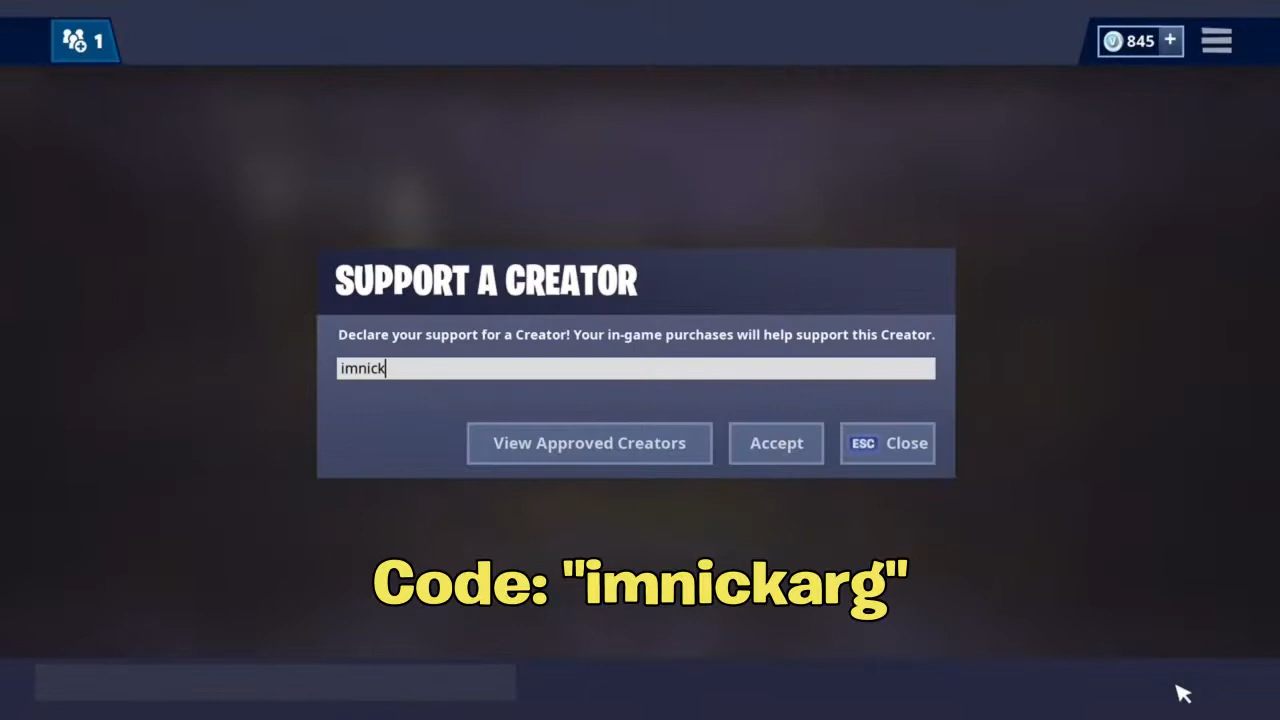 1
845 +
SUPPORT A CREATOR
Declare your support for a Creator! Your in-game purchases will help support this Creator.
imnick
View Approved Creators
Accept
ESC Close
Code: "imnickarg"